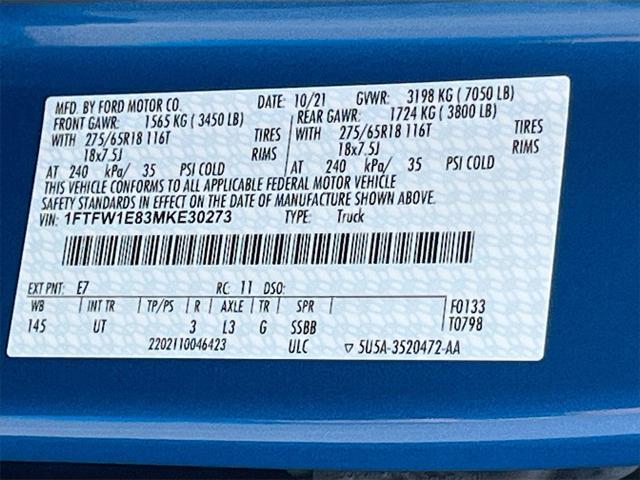 MFD. BY FORD MOTOR CO. DATE: 10/21 GVWR: 3198 KG (7050 LB)
FRONT GAWR: 1565 KG (3450 LB) REAR GAWR: 1724 KG (3800 LB)
WITH 275/65R18 116T TIRES WITH 275/65R18 116T TIRES
18x7.5J RIMS 18x7.5J RIMS
AT 240 kPa/ 35 PSI COLD AT 240 kPa/ 35 PSI COLD
THIS VEHICLE CONFORMS TO ALL APPLICABLE FEDERAL MOTOR VEHICLE
SAFETY STANDARDS IN EFFECT ON THE DATE OF MANUFACTURE SHOWN ABOVE.
VIN: 1FTFW1E83MKE30273 TYPE: Truck
EXT PNT: E7 RC: 11 DSO:
WB INT TR TP/PS R AXLE TR SPR F0133
145 UT 3 L3 G SSBB T0798
2202110046423 ULC ▽ 5U5A-3520472-AA